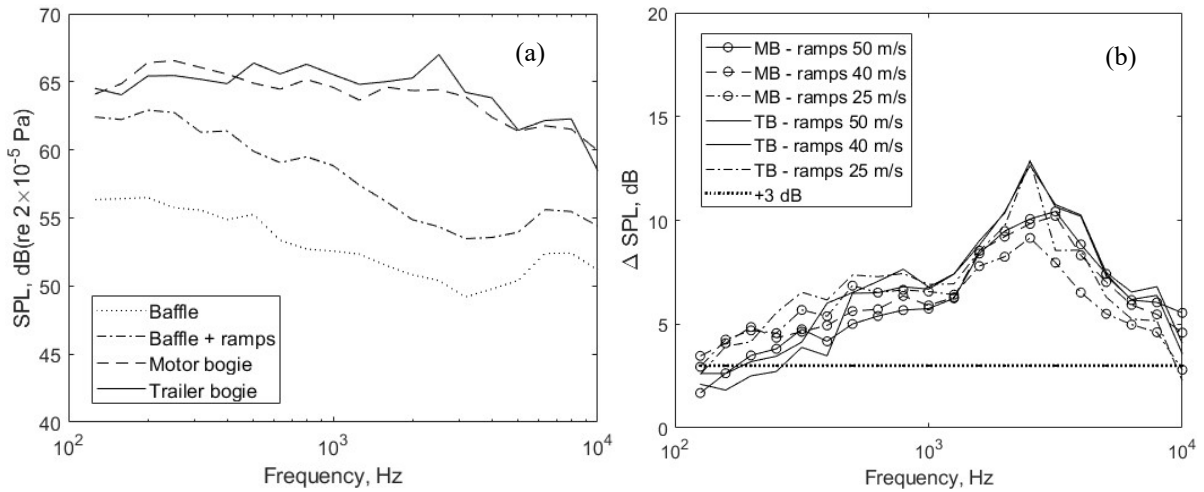 (a)
70
65
60
55
50
45
40
SPL, dB(re 2×10⁻⁵ Pa)
Baffle
Baffle + ramps
Motor bogie
Trailer bogie
10²
10³
10⁴
Frequency, Hz
(b)
20
15
10
5
0
Δ SPL, dB
MB - ramps 50 m/s
MB - ramps 40 m/s
MB - ramps 25 m/s
TB - ramps 50 m/s
TB - ramps 40 m/s
TB - ramps 25 m/s
+3 dB
10²
10³
10⁴
Frequency, Hz